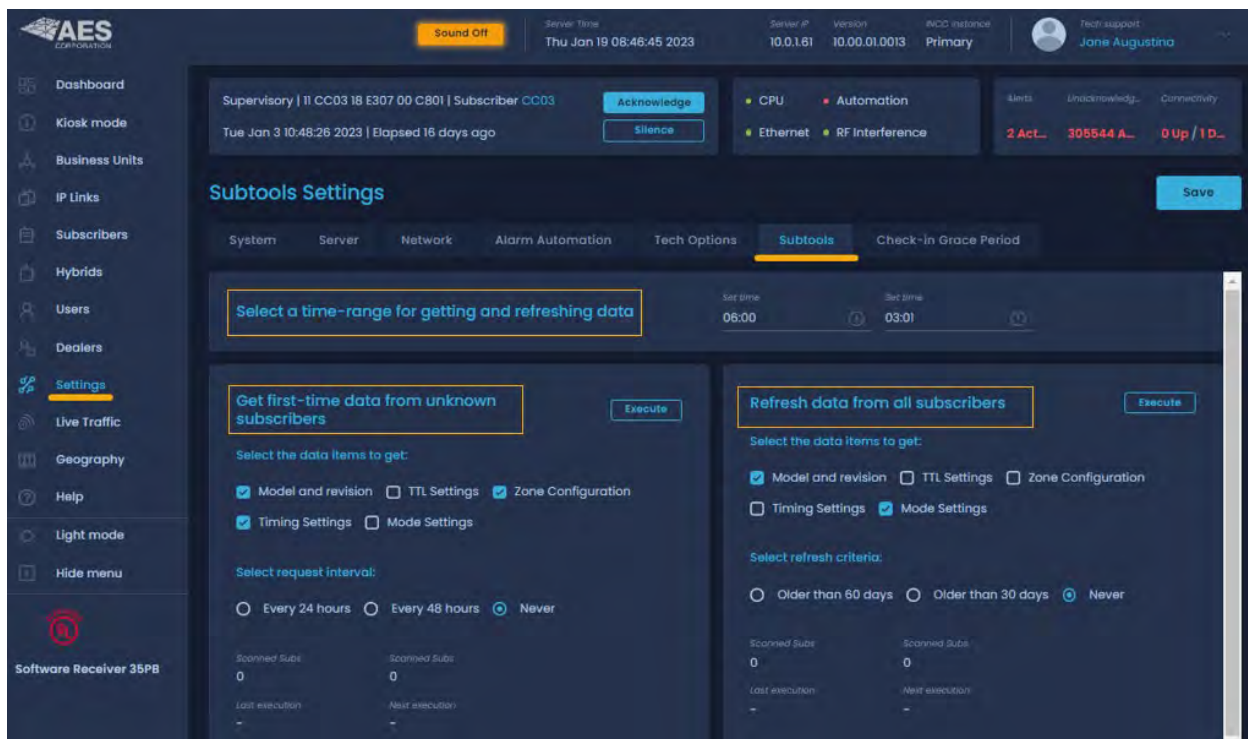 AES
CORPORATION
Sound Off
Server Time
Thu Jan 19 08:46:45 2023
Server IP
10.0.1.61
Version
10.00.01.0013
NCC Instance
Primary
Tech support
Jane Augustina
Dashboard
Kiosk mode
Business Units
IP Links
Subscribers
Hybrids
Users
Dealers
Settings
Live Traffic
Geography
Help
Light mode
Hide menu
Software Receiver 35PB
Supervisory | 11 CC03 18 E307 00 C801 | Subscriber CC03
Acknowledge
Tue Jan 3 10:48:26 2023 | Elapsed 16 days ago
Silence
CPU
Automation
Ethernet
RF Interference
Alerts
2 Act...
Unacknowledg...
305544 A...
Connectivity
0 Up / 1 D...
Subtools Settings
Save
System
Server
Network
Alarm Automation
Tech Options
Subtools
Check-in Grace Period
Select a time-range for getting and refreshing data
Set time
06:00
Set time
03:01
Get first-time data from unknown
subscribers
Execute
Select the data items to get:
Model and revision
TTL Settings
Zone Configuration
Timing Settings
Mode Settings
Select request interval:
Every 24 hours
Every 48 hours
Never
Scanned Subs
0
Scanned Subs
0
Last execution
-
Next execution
-
Refresh data from all subscribers
Execute
Select the data items to get:
Model and revision
TTL Settings
Zone Configuration
Timing Settings
Mode Settings
Select refresh criteria:
Older than 60 days
Older than 30 days
Never
Scanned Subs
0
Scanned Subs
0
Last execution
-
Next execution
-